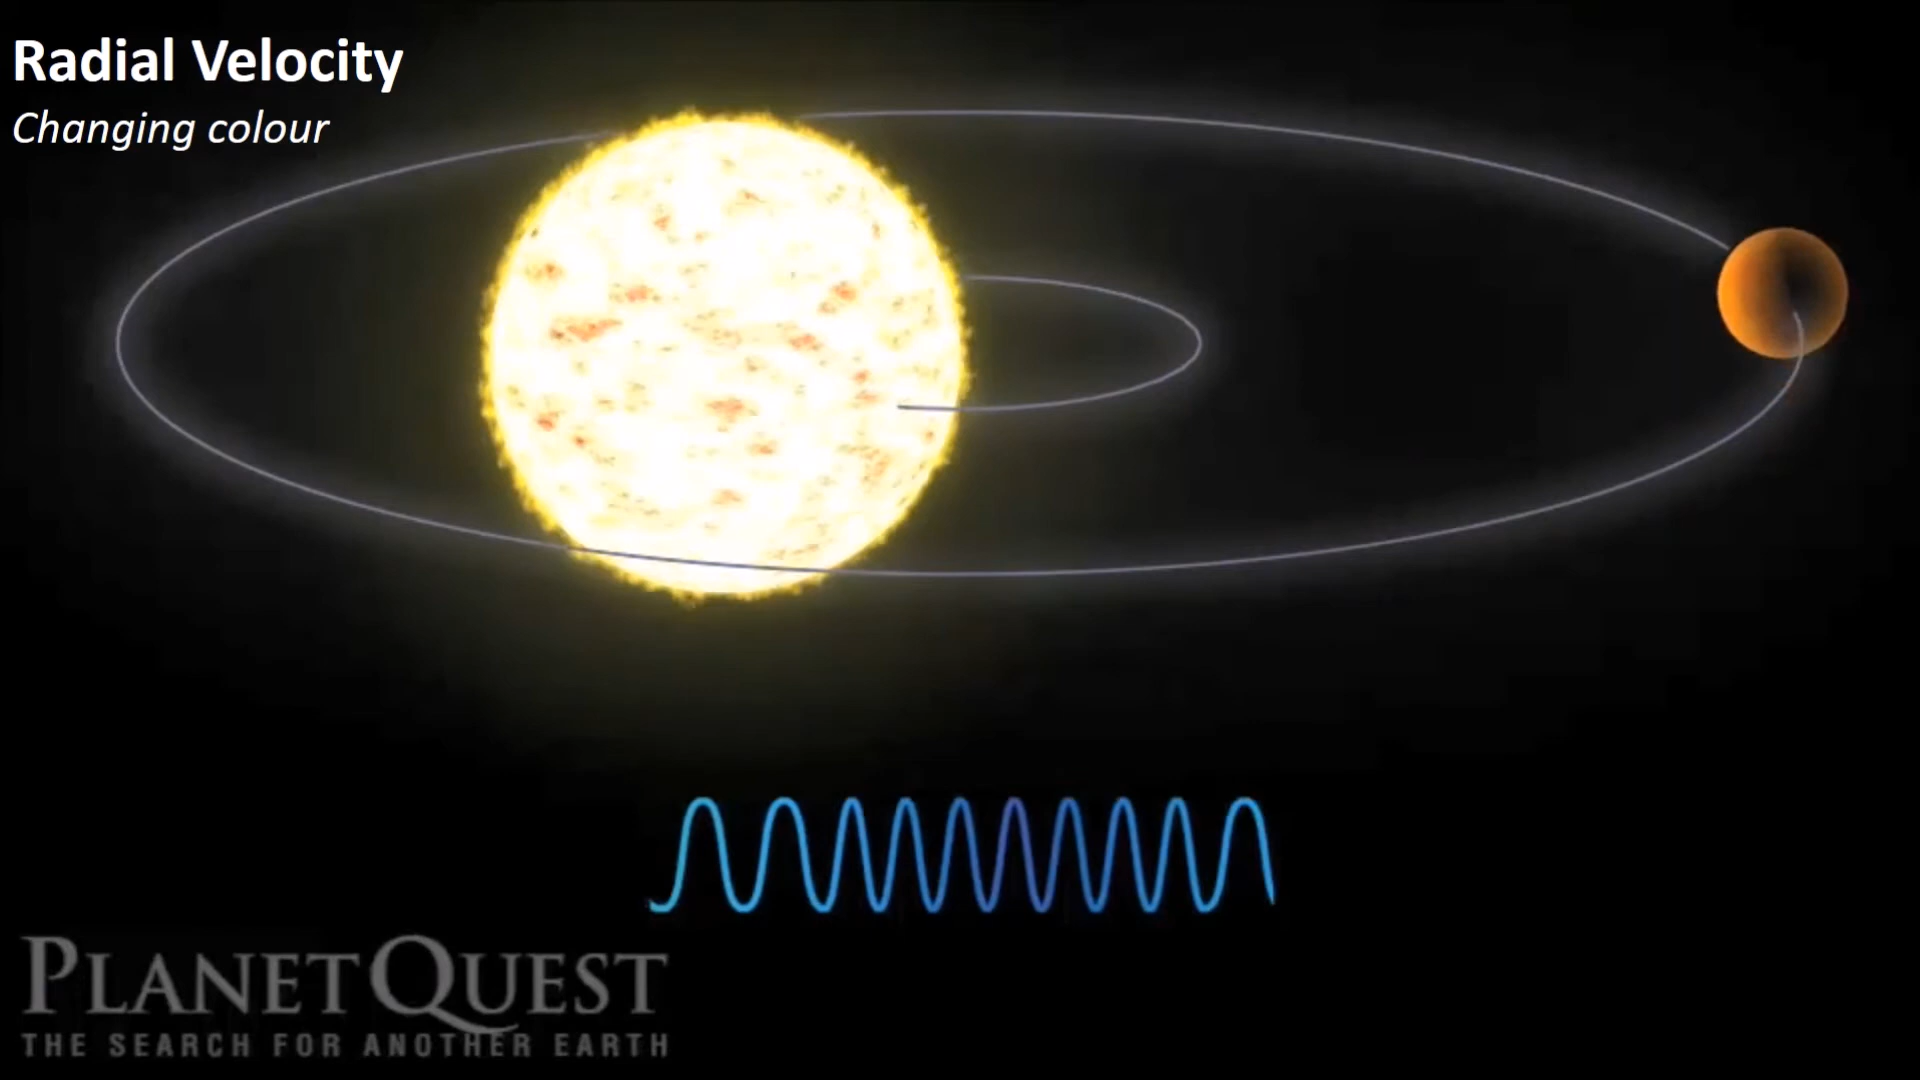 Radial Velocity
Changing colour
PLANETQUEST
THE SEARCH FOR ANOTHER EARTH